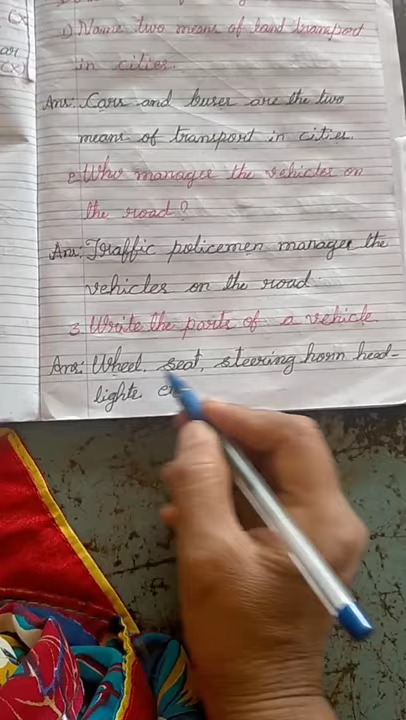 1) Name two means of land transport
in cities.
Ans: Cars and buses are the two
means of transport in cities.
2. Who manages the vehicles on
the road?
Ans: Traffic policemen manages the
vehicles on the road
3. Write the parts of a vehicle
Ans: Wheel, seat, steering horn head-
lights